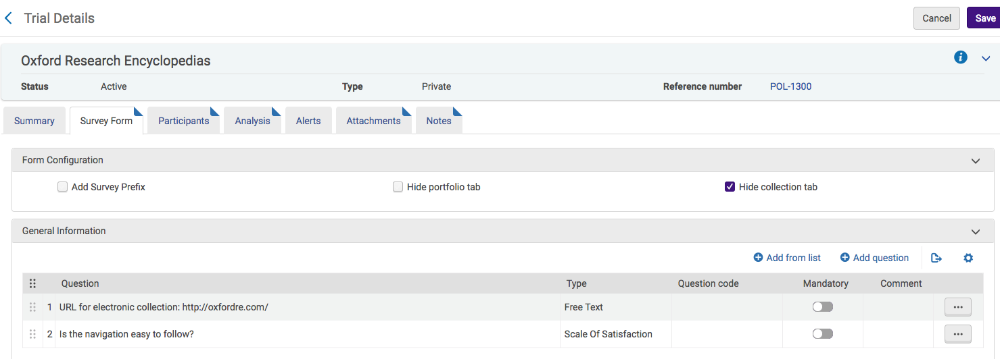 Trial Details
Cancel
Save
Oxford Research Encyclopedias
Status Active Type Private Reference number POL-1300
Summary Survey Form Participants Analysis Alerts Attachments Notes
Form Configuration
Add Survey Prefix Hide portfolio tab Hide collection tab
General Information
Add from list Add question
Question Type Question code Mandatory Comment
1 URL for electronic collection: http://oxfordre.com/ Free Text
2 Is the navigation easy to follow? Scale Of Satisfaction